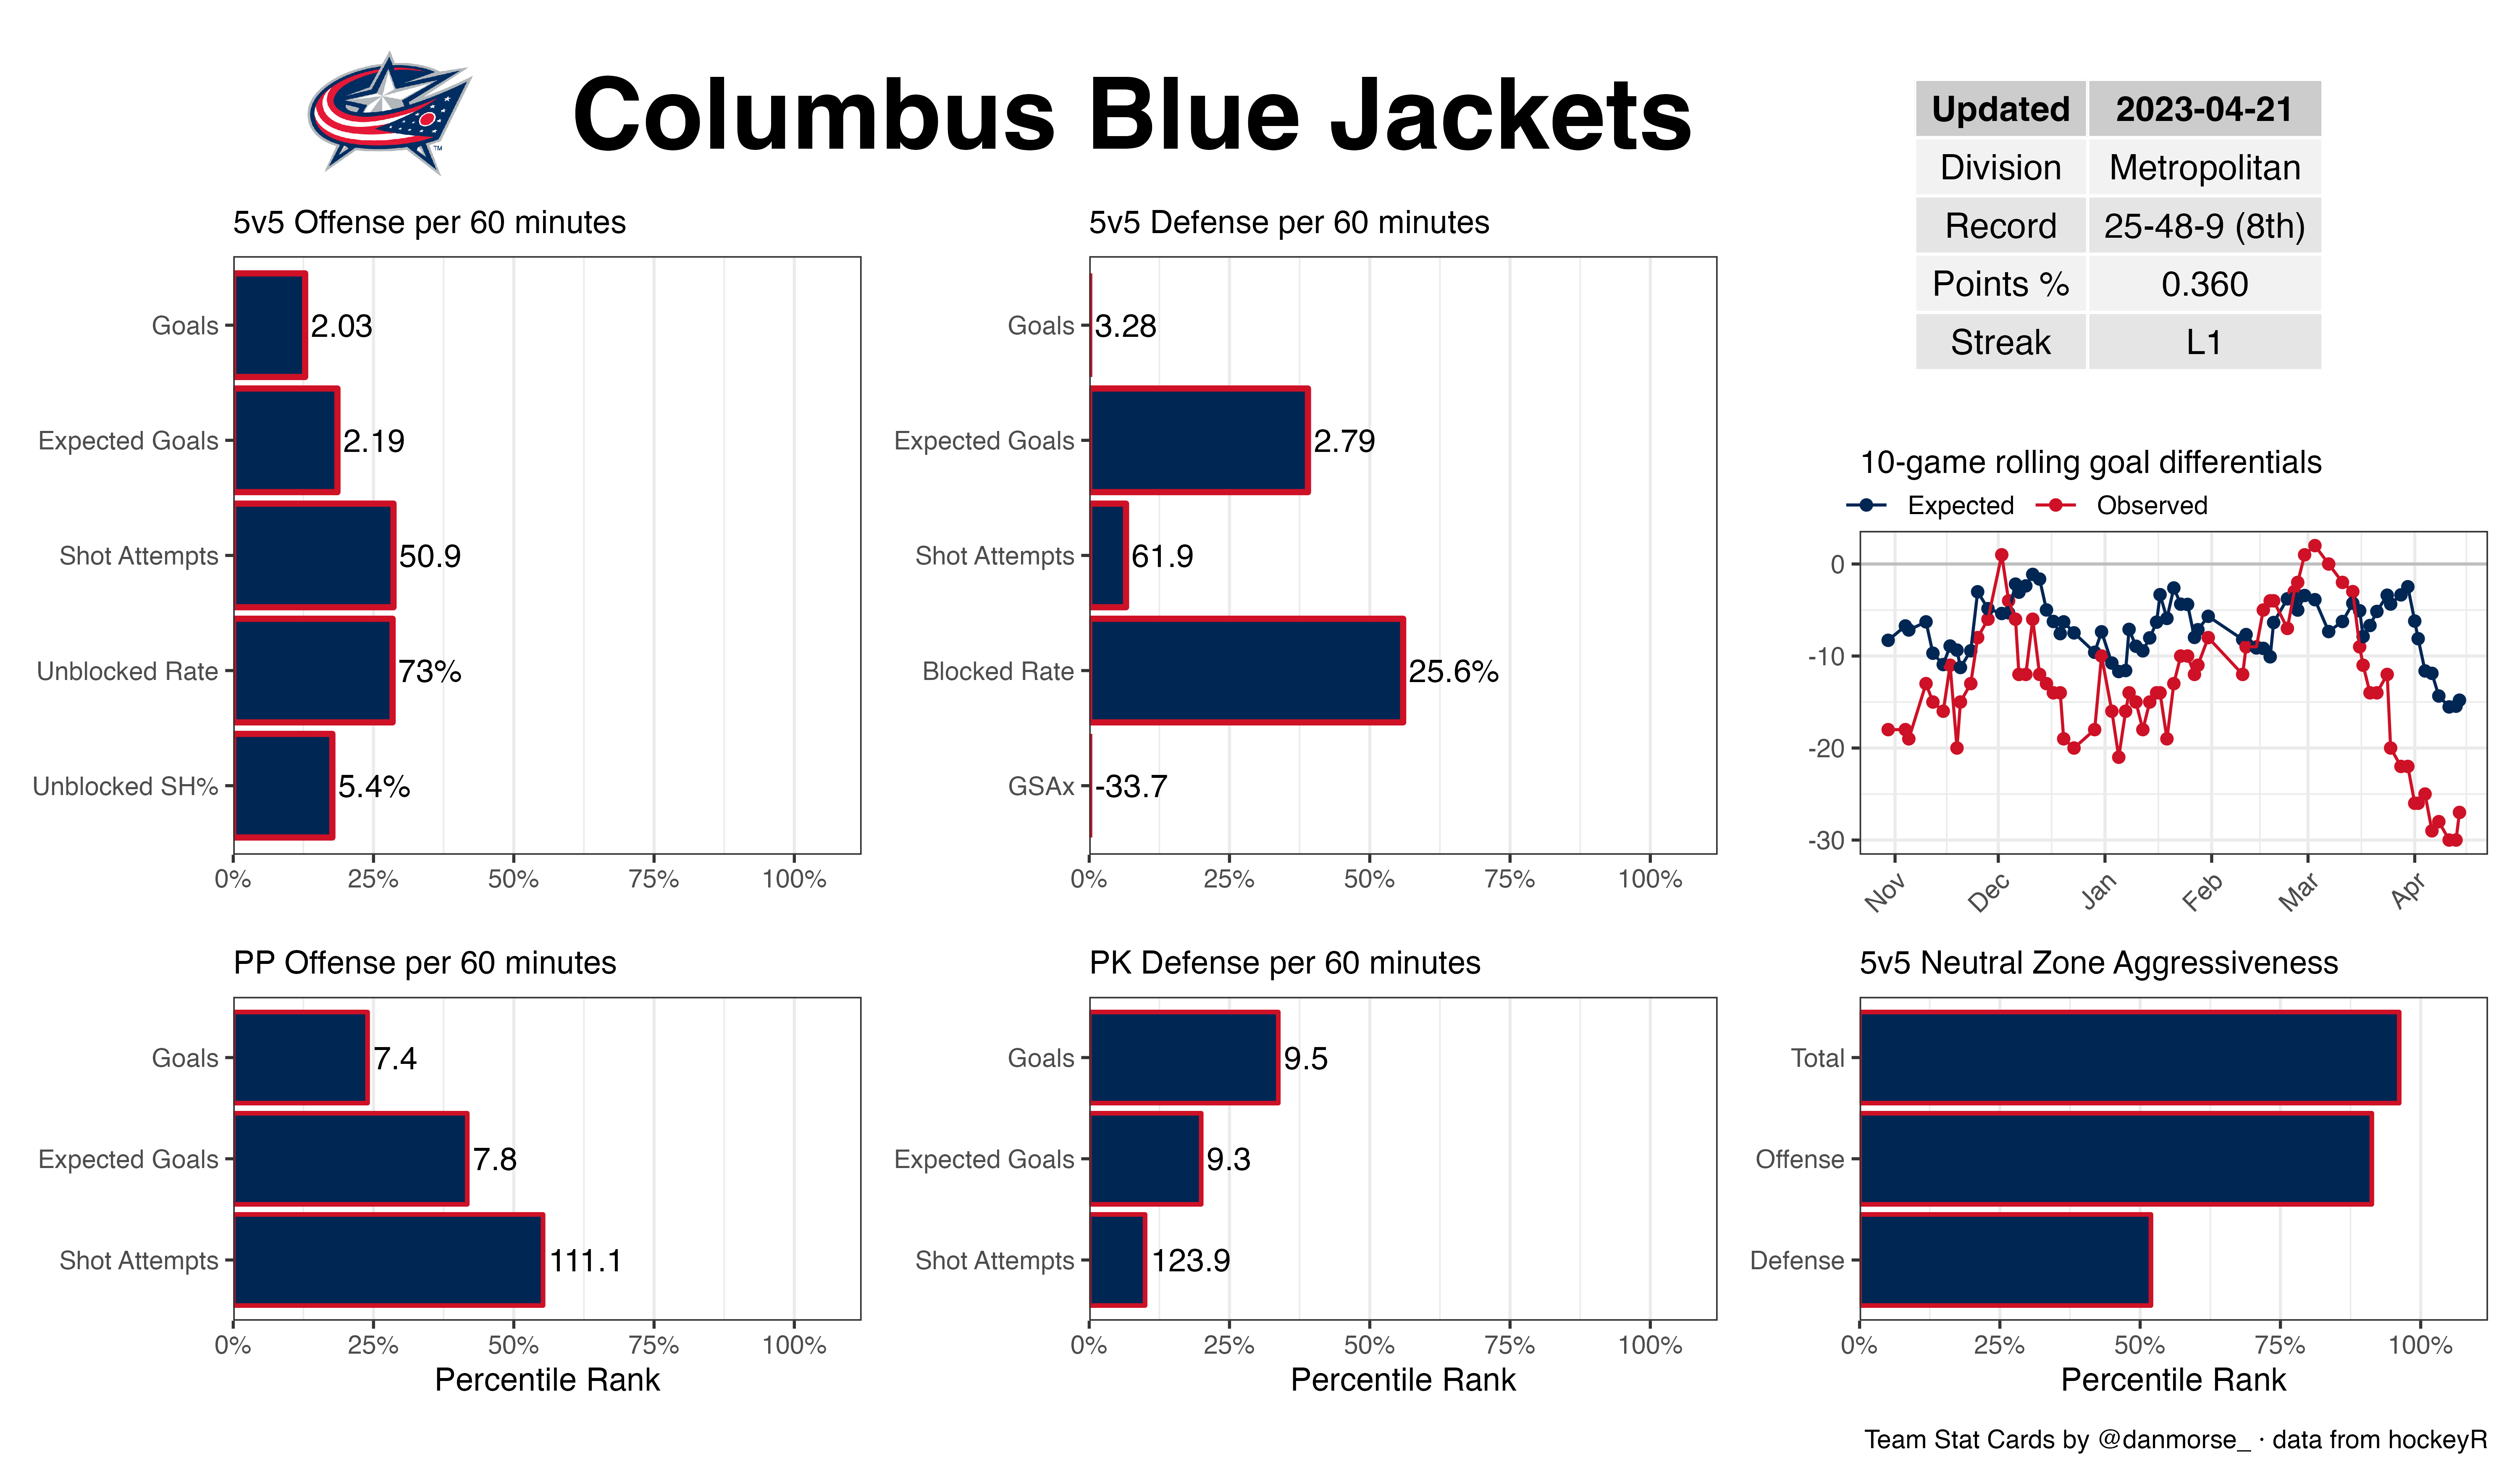 Columbus Blue Jackets
TM
Updated 2023-04-21
Division Metropolitan
Record 25-48-9 (8th)
Points % 0.360
Streak L1
5v5 Offense per 60 minutes
Goals 2.03
Expected Goals 2.19
Shot Attempts 50.9
Unblocked Rate 73%
Unblocked SH% 5.4%
0% 25% 50% 75% 100%
5v5 Defense per 60 minutes
Goals 3.28
Expected Goals 2.79
Shot Attempts 61.9
Blocked Rate 25.6%
GSAx -33.7
0% 25% 50% 75% 100%
10-game rolling goal differentials
Expected Observed
0
-10
-20
-30
Nov Dec Jan Feb Mar Apr
PP Offense per 60 minutes
Goals 7.4
Expected Goals 7.8
Shot Attempts 111.1
0% 25% 50% 75% 100%
Percentile Rank
PK Defense per 60 minutes
Goals 9.5
Expected Goals 9.3
Shot Attempts 123.9
0% 25% 50% 75% 100%
Percentile Rank
5v5 Neutral Zone Aggressiveness
Total
Offense
Defense
0% 25% 50% 75% 100%
Percentile Rank
Team Stat Cards by @danmorse_ · data from hockeyR